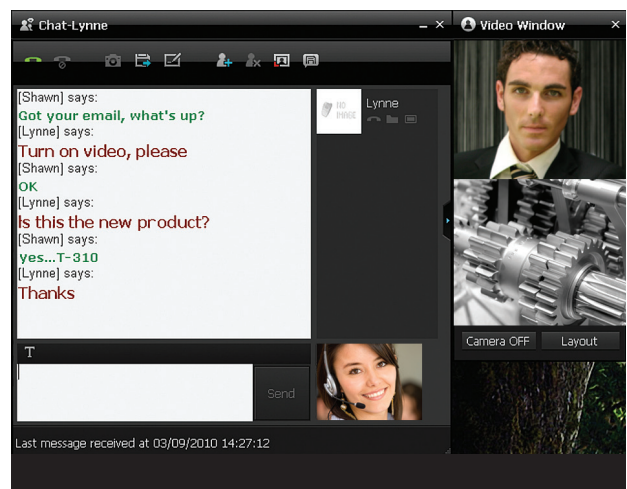 Chat-Lynne
Video Window
[Shawn] says:
Got your email, what's up?
[Lynne] says:
Turn on video, please
[Shawn] says:
OK
[Lynne] says:
Is this the new product?
[Shawn] says:
yes...T-310
[Lynne] says:
Thanks
NO
IMAGE
Lynne
Camera OFF
Layout
T
Send
Last message received at 03/09/2010 14:27:12